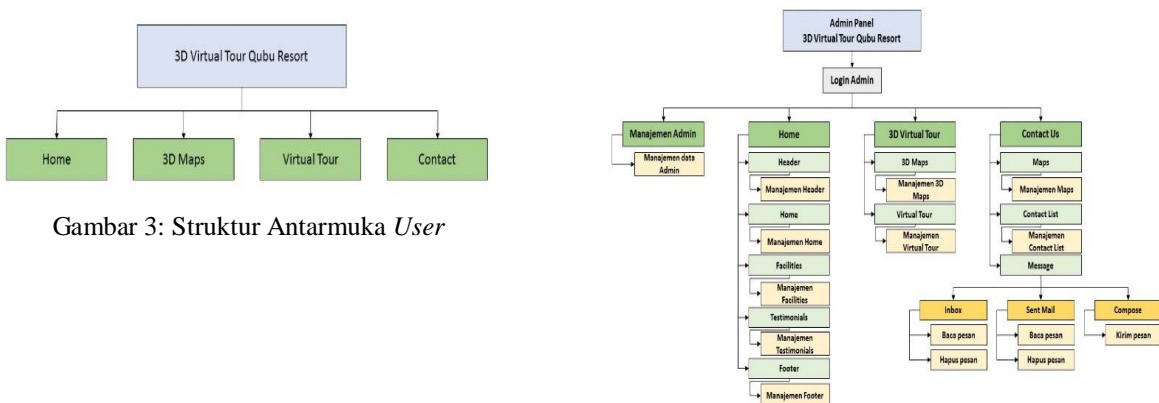 3D Virtual Tour Qubu Resort
Home
3D Maps
Virtual Tour
Contact
Gambar 3: Struktur Antarmuka User
Admin Panel
3D Virtual Tour Qubu Resort
Login Admin
Manajemen Admin
Manajemen data
Admin
Home
Header
Manajemen Header
Home
Manajemen Home
Facilities
Manajemen
Facilities
Testimonials
Manajemen
Testimonials
Footer
Manajemen Footer
3D Virtual Tour
3D Maps
Manajemen 3D
Maps
Virtual Tour
Manajemen
Virtual Tour
Contact Us
Maps
Manajemen Maps
Contact List
Manajemen
Contact List
Message
Inbox
Baca pesan
Hapus pesan
Sent Mail
Baca pesan
Hapus pesan
Compose
Kirim pesan